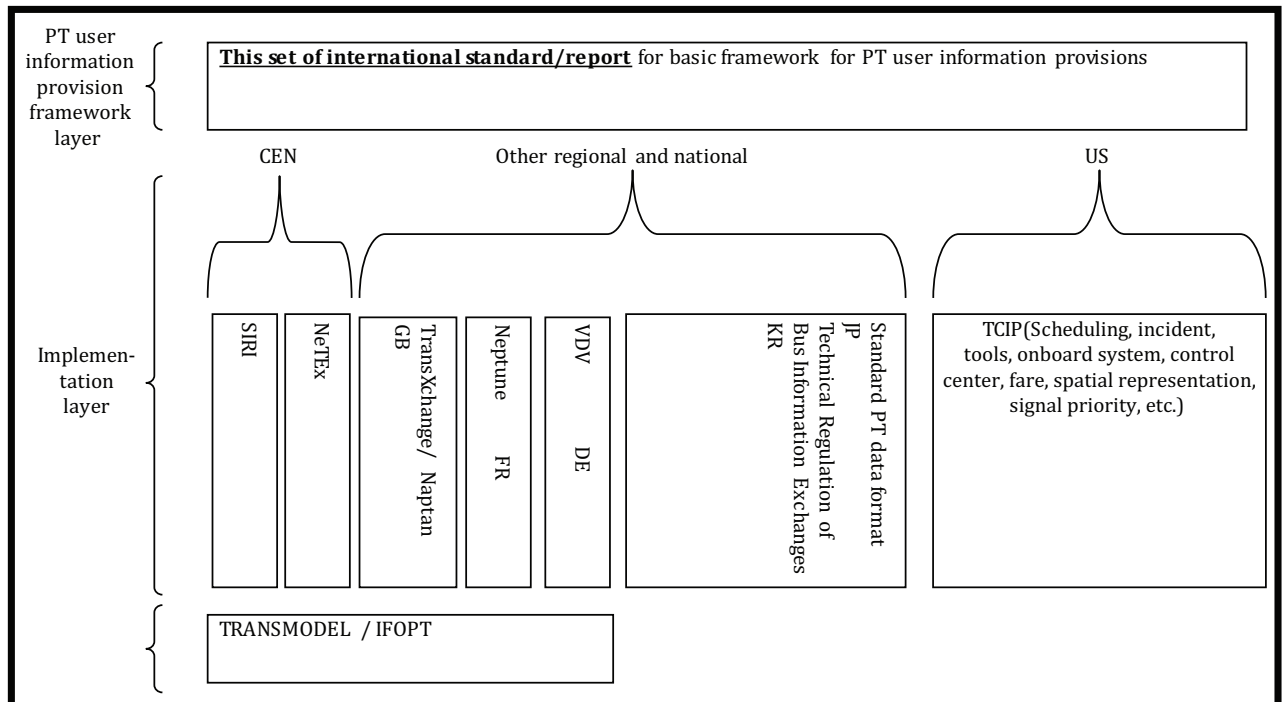 PT user
information
provision
framework
layer
This set of international standard/report for basic framework for PT user information provisions
CEN
Other regional and national
US
Implemen-
tation
layer
SIRI
NeTEx
TransXchange/ Naptan
GB
Neptune FR
VDV DE
Standard PT data format
JP
Technical Regulation of
Bus Information Exchanges
KR
TCIP(Scheduling, incident,
tools, onboard system, control
center, fare, spatial representation,
signal priority, etc.)
TRANSMODEL / IFOPT